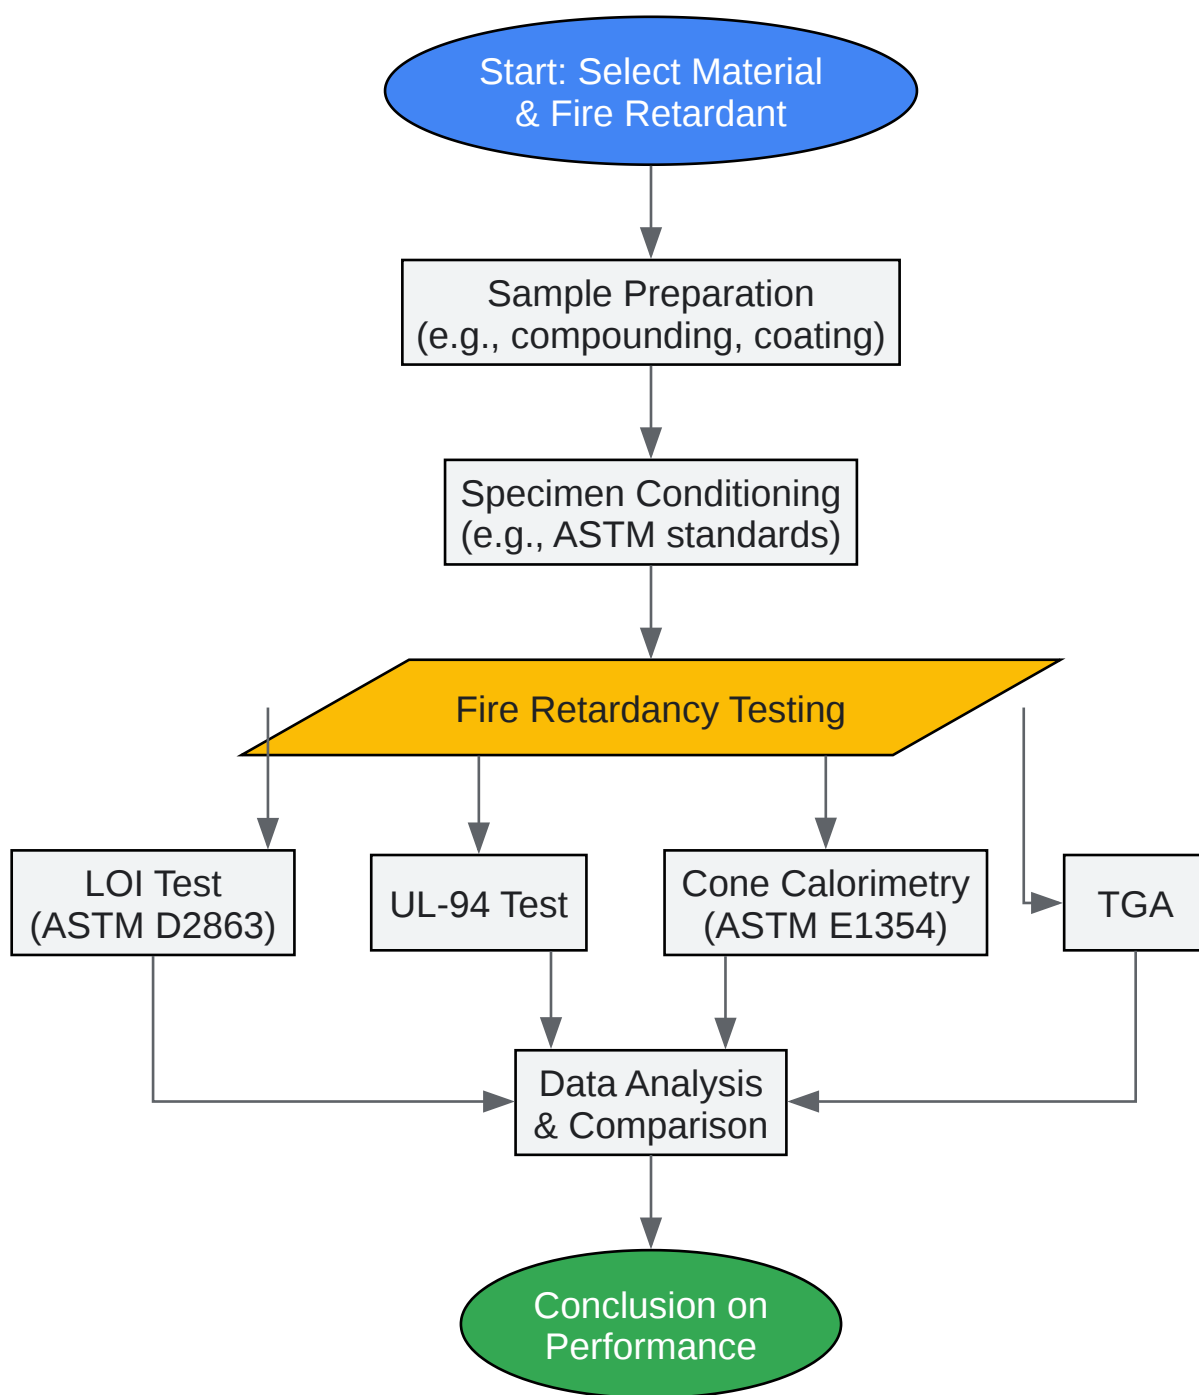 Start: Select Material
& Fire Retardant
Sample Preparation
(e.g., compounding, coating)
Specimen Conditioning
(e.g., ASTM standards)
Fire Retardancy Testing
LOI Test
(ASTM D2863)
UL-94 Test
Cone Calorimetry
(ASTM E1354)
TGA
Data Analysis
& Comparison
Conclusion on
Performance